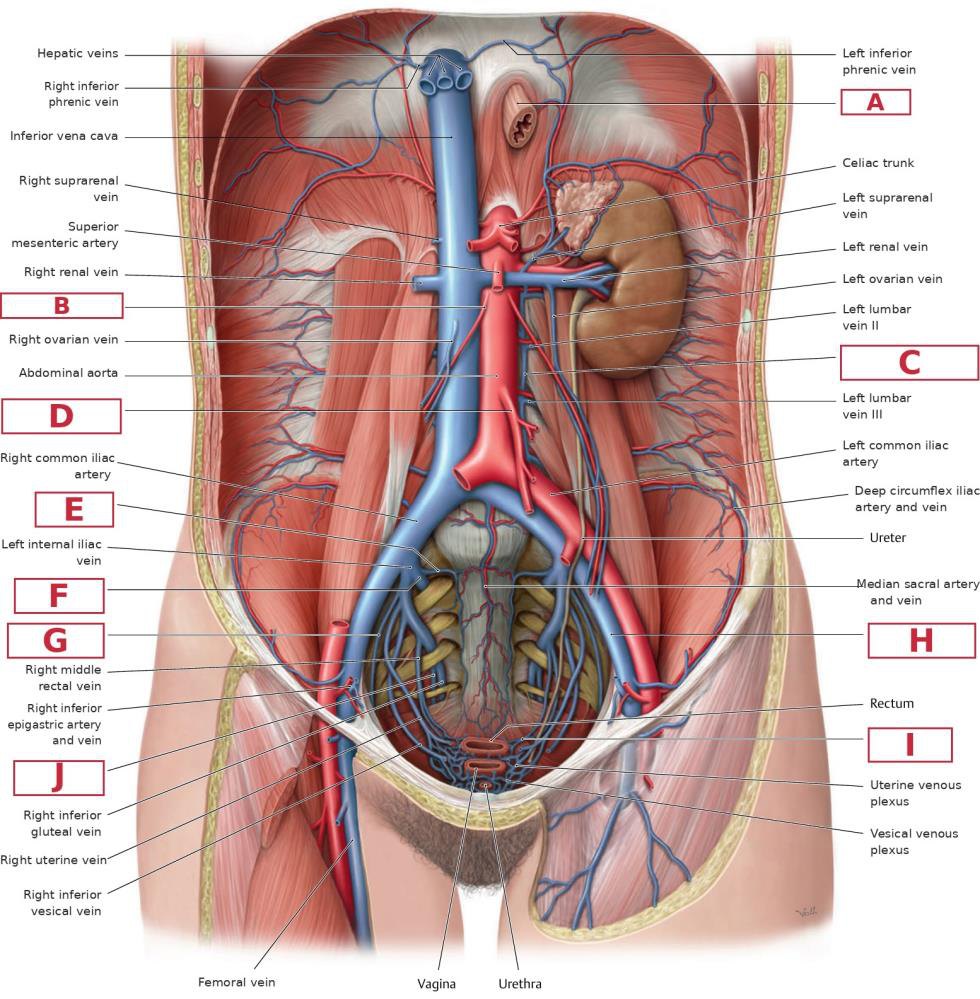 Hepatic veins
Right inferior
phrenic vein
Inferior vena cava
Right suprarenal
vein
Superior
mesenteric artery
Right renal vein
B
Right ovarian vein
Abdominal aorta
D
Right common iliac
artery
E
Left internal iliac
vein
F
G
Right middle
rectal vein
Right inferior
epigastric artery
and vein
J
Right inferior
gluteal vein
Right uterine vein
Right inferior
vesical vein
Femoral vein
Vagina
Urethra
Left inferior
phrenic vein
A
Celiac trunk
Left suprarenal
vein
Left renal vein
Left ovarian vein
Left lumbar
vein II
C
Left lumbar
vein III
Left common iliac
artery
Deep circumflex iliac
artery and vein
Ureter
Median sacral artery
and vein
H
Rectum
I
Uterine venous
plexus
Vesical venous
plexus